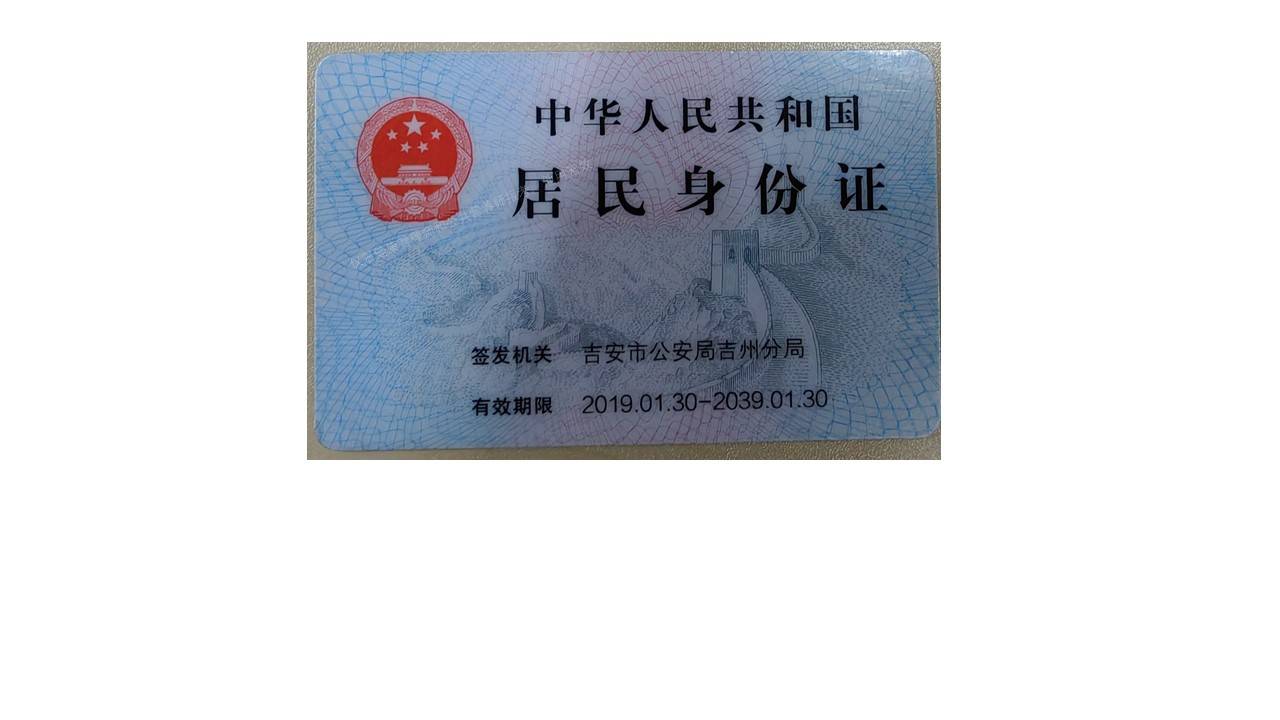 中华人民共和国
居民身份证
签发机关 吉安市公安局吉州分局
有效期限 2019.01.30-2039.01.30